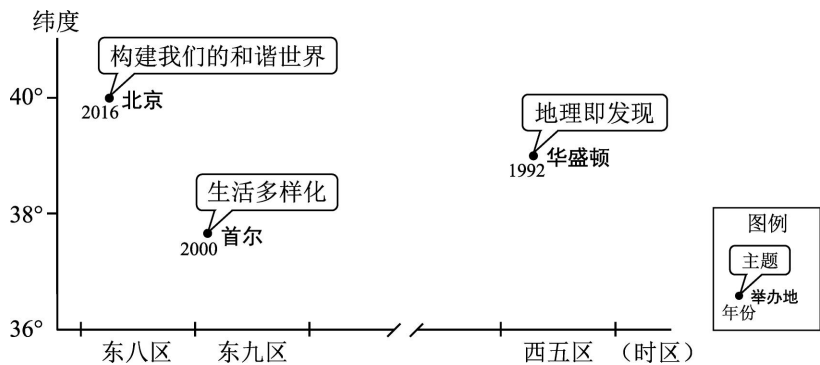 纬度
构建我们的和谐世界
40°
2016 北京
地理即发现
1992 华盛顿
生活多样化
38°
2000 首尔
图例
主题
举办地
年份
36°
东八区 东九区 西五区 （时区）